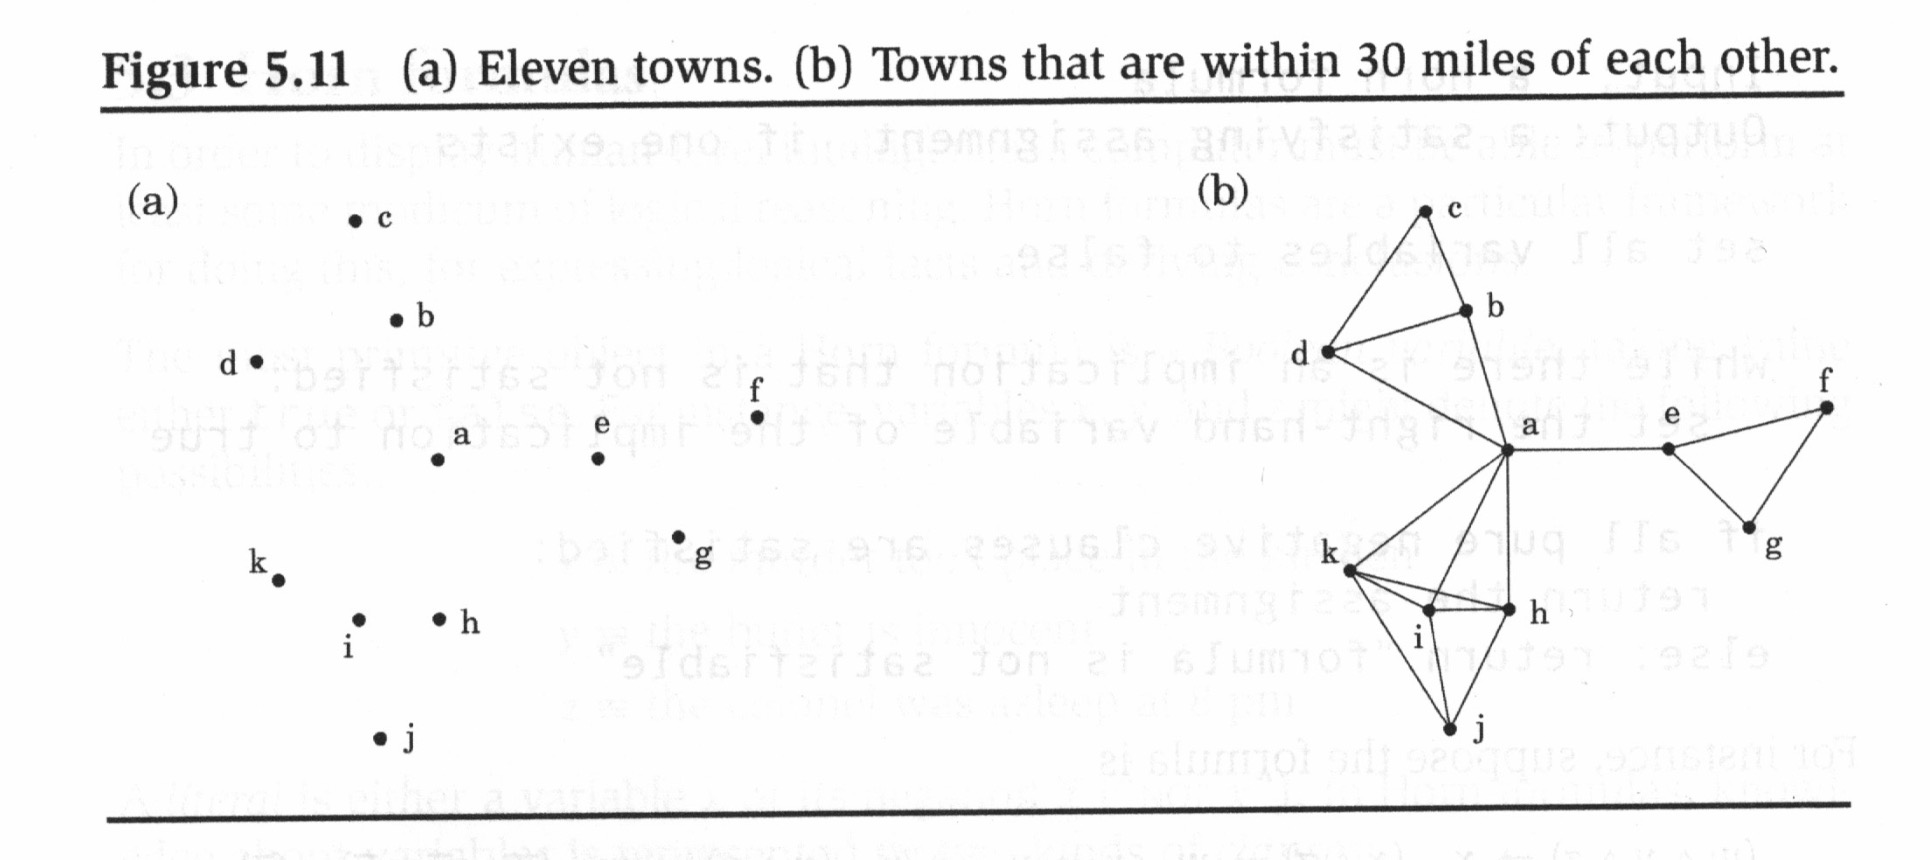 Figure 5.11 (a) Eleven towns. (b) Towns that are within 30 miles of each other.
(a)
c
b
d
f
a
e
g
k
i
h
j
(b)
c
b
d
f
a
e
g
k
i
h
j